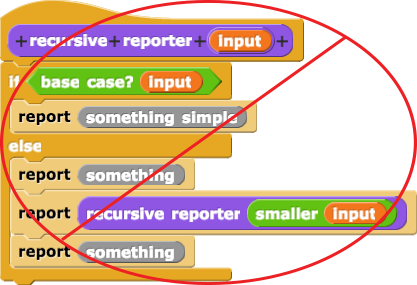 + recursive + reporter + input +
if base case? input
report something simple
else
report something
report recursive reporter smaller input
report something